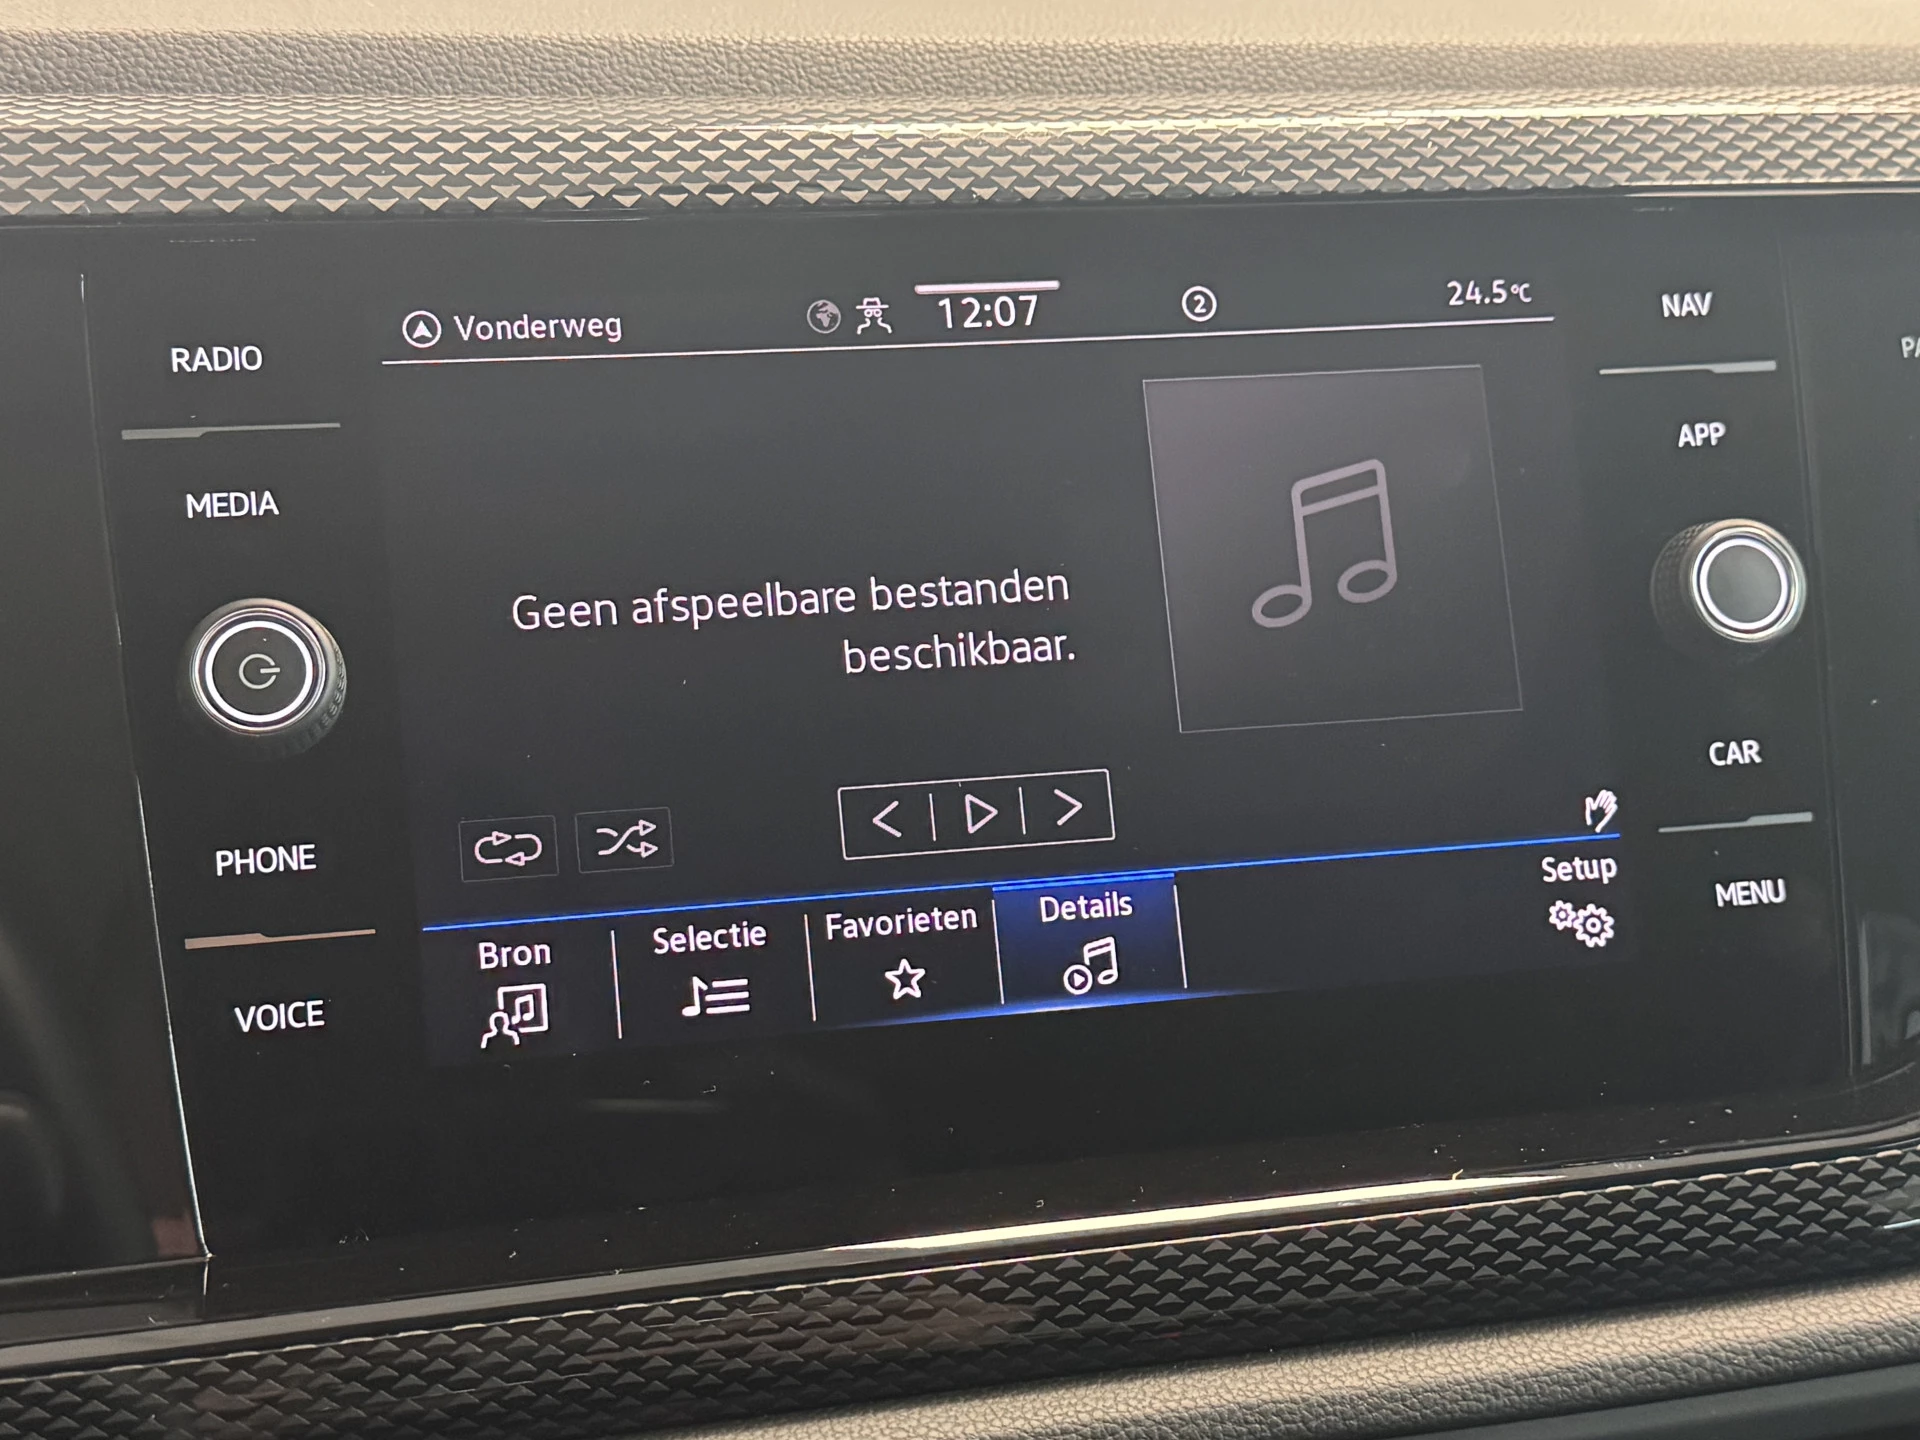 Vonderweg 12:07 2 24.5°C
RADIO
MEDIA
PHONE
VOICE
Geen afspeelbare bestanden
beschikbaar.
Bron
Selectie
Favorieten
Details
Setup
NAV
APP
CAR
MENU